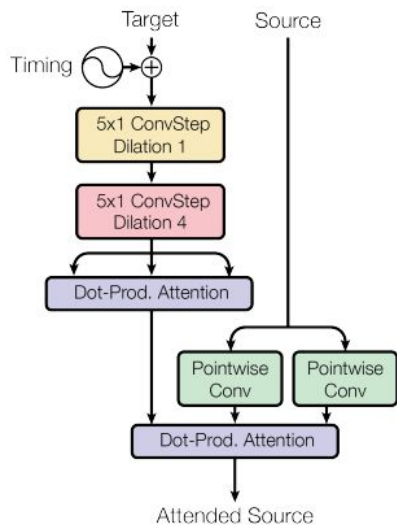 Target
Source
Timing
+
5x1 ConvStep
Dilation 1
5x1 ConvStep
Dilation 4
Dot-Prod. Attention
Pointwise
Conv
Pointwise
Conv
Dot-Prod. Attention
Attended Source